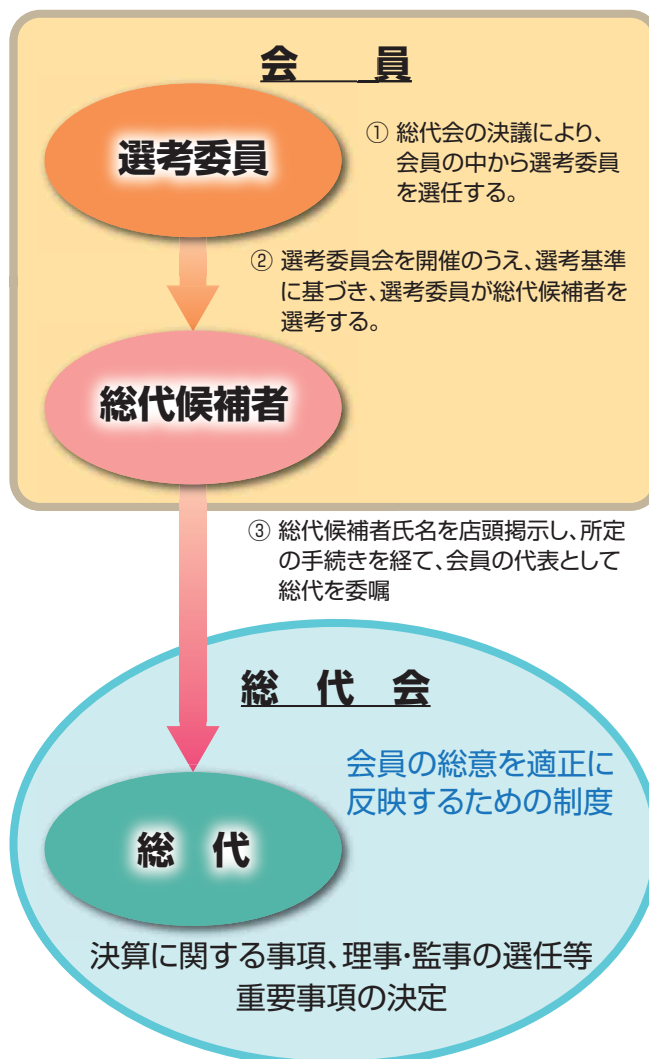 会 員
選考委員
① 総代会の決議により、
会員の中から選考委員
を選任する。
② 選考委員会を開催のうえ、選考基準
に基づき、選考委員が総代候補者を
選考する。
総代候補者
③ 総代候補者氏名を店頭掲示し、所定
の手続きを経て、会員の代表として
総代を委嘱
総 代 会
会員の総意を適正に
反映するための制度
総 代
決算に関する事項、理事・監事の選任等
重要事項の決定